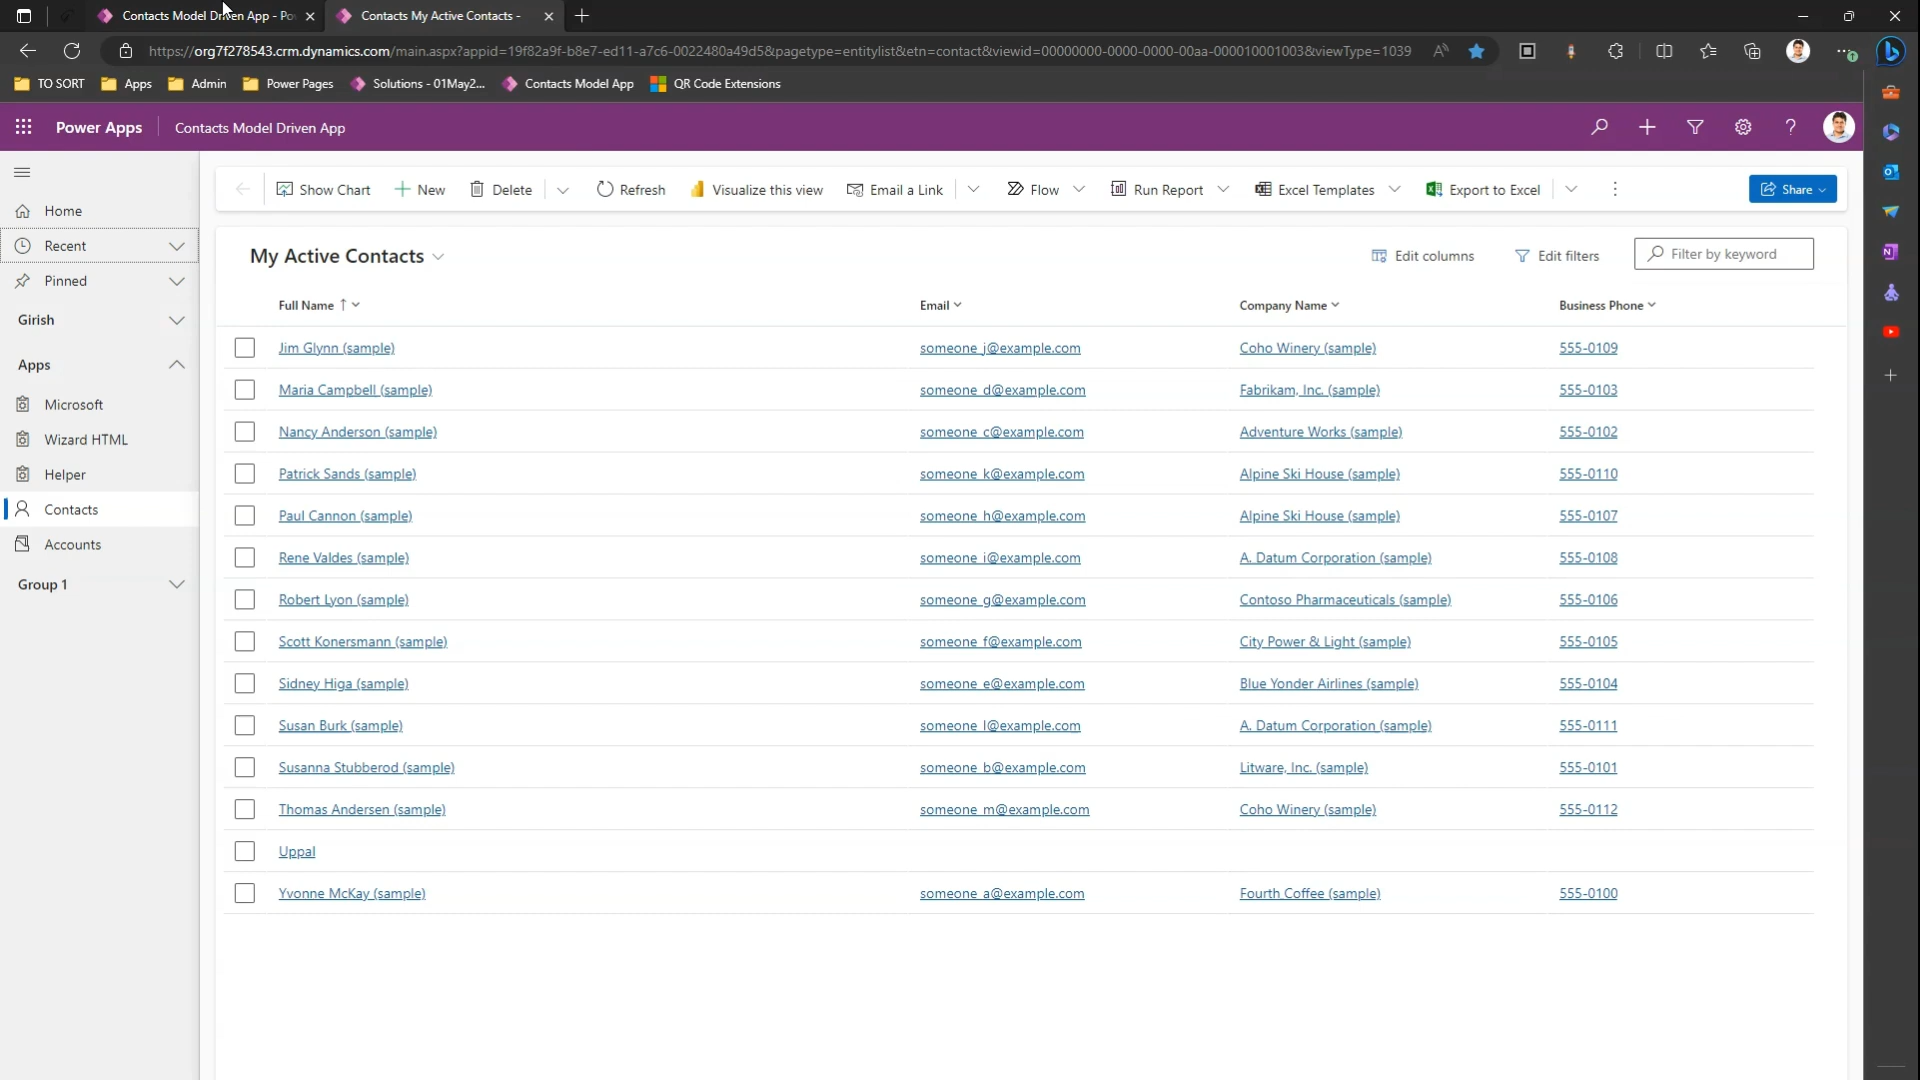 Contacts Model Driven App - Po
Contacts My Active Contacts -
https://org7f278543.crm.dynamics.com/main.aspx?appid=19f82a9f-b8e7-ed11-a7c6-0022480a49d5&pagetype=entitylist&etn=contact&viewid=00000000-0000-0000-00aa-000010001003&viewType=1039
TO SORT Apps Admin Power Pages Solutions - 01May2... Contacts Model App QR Code Extensions
Power Apps Contacts Model Driven App
Show Chart New Delete Refresh Visualize this view Email a Link Flow Run Report Excel Templates Export to Excel Share
Home
Recent
Pinned
Girish
Apps
Microsoft
Wizard HTML
Helper
Contacts
Accounts
Group 1
My Active Contacts Edit columns Edit filters Filter by keyword
Full Name Email Company Name Business Phone
Jim Glynn (sample) someone_j@example.com Coho Winery (sample) 555-0109
Maria Campbell (sample) someone_d@example.com Fabrikam, Inc. (sample) 555-0103
Nancy Anderson (sample) someone_c@example.com Adventure Works (sample) 555-0102
Patrick Sands (sample) someone_k@example.com Alpine Ski House (sample) 555-0110
Paul Cannon (sample) someone_h@example.com Alpine Ski House (sample) 555-0107
Rene Valdes (sample) someone_i@example.com A. Datum Corporation (sample) 555-0108
Robert Lyon (sample) someone_g@example.com Contoso Pharmaceuticals (sample) 555-0106
Scott Konersmann (sample) someone_f@example.com City Power & Light (sample) 555-0105
Sidney Higa (sample) someone_e@example.com Blue Yonder Airlines (sample) 555-0104
Susan Burk (sample) someone_l@example.com A. Datum Corporation (sample) 555-0111
Susanna Stubberod (sample) someone_b@example.com Litware, Inc. (sample) 555-0101
Thomas Andersen (sample) someone_m@example.com Coho Winery (sample) 555-0112
Uppal
Yvonne McKay (sample) someone_a@example.com Fourth Coffee (sample) 555-0100